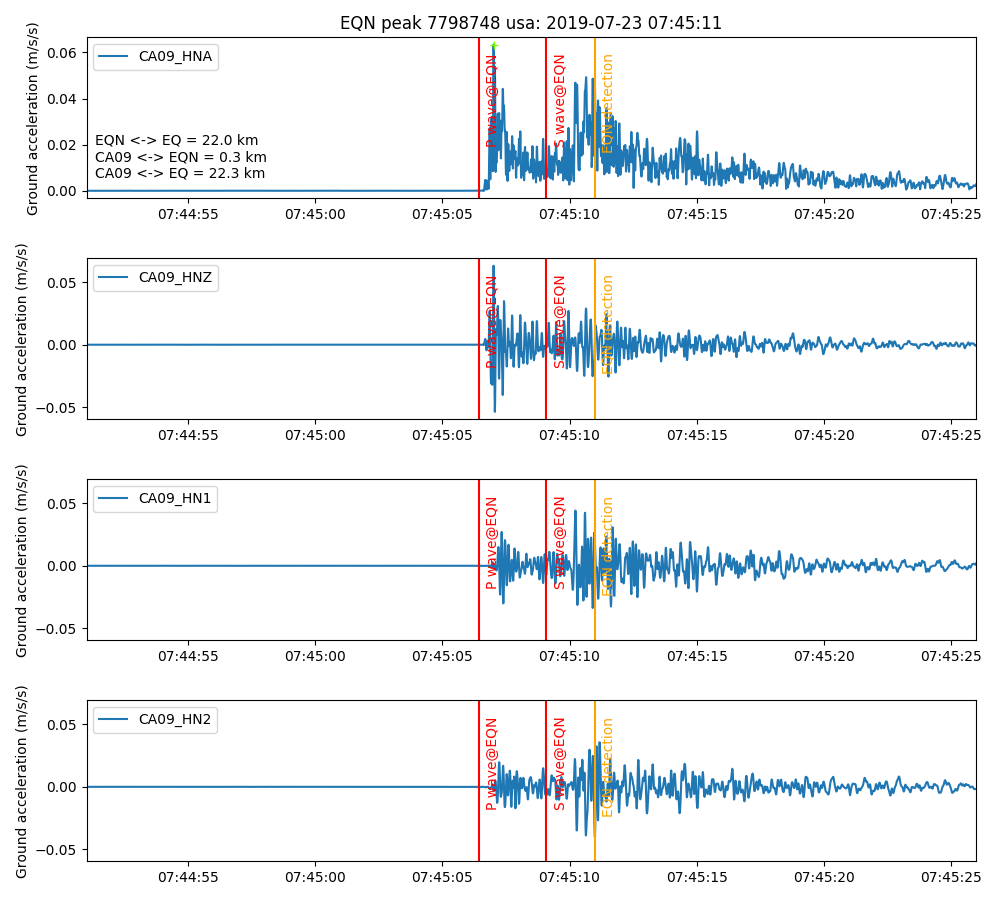 EQN peak 7798748 usa: 2019-07-23 07:45:11
Ground acceleration (m/s/s)
0.06
0.04
0.02
0.00
CA09_HNA
EQN <-> EQ = 22.0 km
CA09 <-> EQN = 0.3 km
CA09 <-> EQ = 22.3 km
P wave@EQN
S wave@EQN
EQN detection
07:44:55 07:45:00 07:45:05 07:45:10 07:45:15 07:45:20 07:45:25
Ground acceleration (m/s/s)
0.05
0.00
−0.05
CA09_HNZ
P wave@EQN
S wave@EQN
EQN detection
07:44:55 07:45:00 07:45:05 07:45:10 07:45:15 07:45:20 07:45:25
Ground acceleration (m/s/s)
0.05
0.00
−0.05
CA09_HN1
P wave@EQN
S wave@EQN
EQN detection
07:44:55 07:45:00 07:45:05 07:45:10 07:45:15 07:45:20 07:45:25
Ground acceleration (m/s/s)
0.05
0.00
−0.05
CA09_HN2
P wave@EQN
S wave@EQN
EQN detection
07:44:55 07:45:00 07:45:05 07:45:10 07:45:15 07:45:20 07:45:25